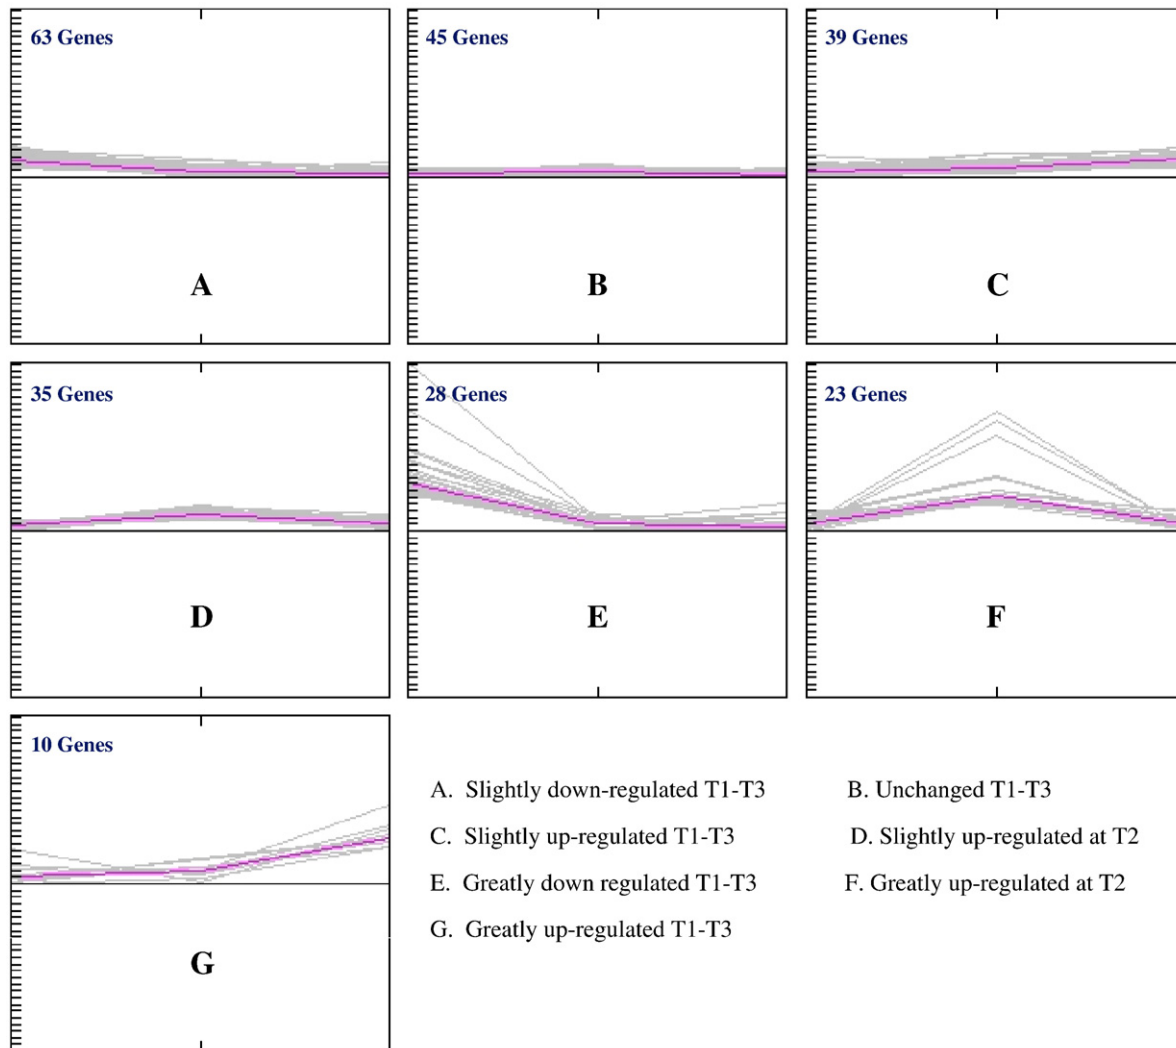 63 Genes
45 Genes
39 Genes
A
B
C
35 Genes
28 Genes
23 Genes
D
E
F
10 Genes
G
A. Slightly down-regulated T1-T3
B. Unchanged T1-T3
C. Slightly up-regulated T1-T3
D. Slightly up-regulated at T2
E. Greatly down regulated T1-T3
F. Greatly up-regulated at T2
G. Greatly up-regulated T1-T3